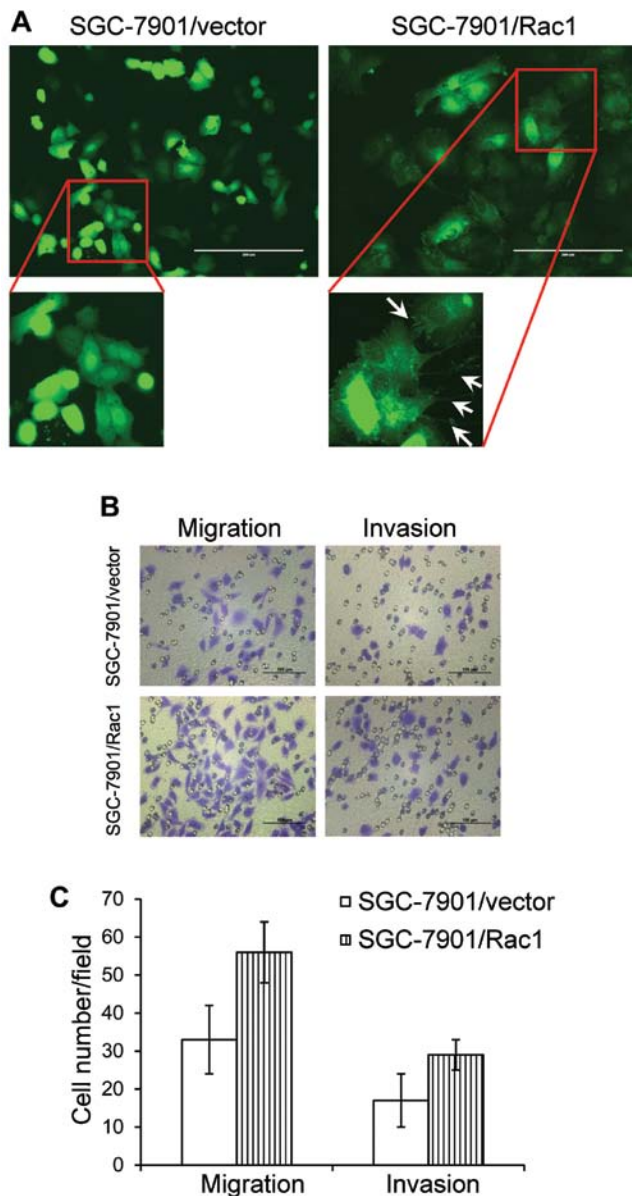 A
SGC-7901/vector
SGC-7901/Rac1
B
Migration
Invasion
SGC-7901/vector
SGC-7901/Rac1
C
70
60
50
40
30
20
10
0
Cell number/field
SGC-7901/vector
SGC-7901/Rac1
Migration
Invasion